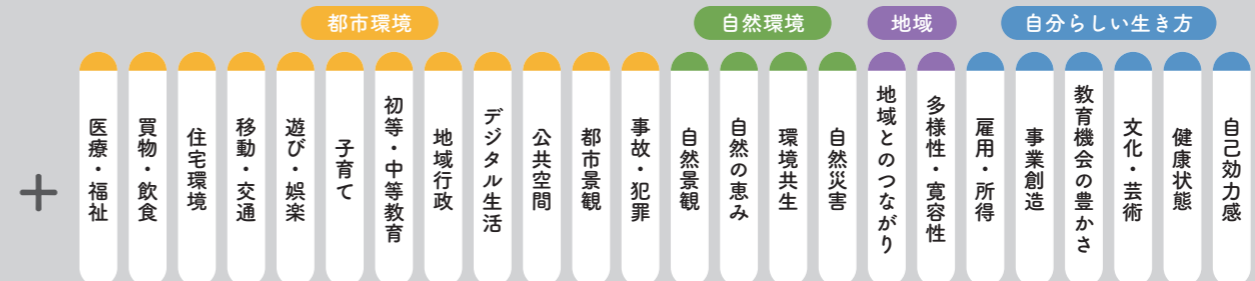 都市環境
自然環境
地域
自分らしい生き方
+
医療・福祉
買物・飲食
住宅環境
移動・交通
遊び・娯楽
子育て
初等・中等教育
地域行政
デジタル生活
公共空間
都市景観
事故・犯罪
自然景観
自然の恵み
環境共生
自然災害
地域とのつながり
多様性・寛容性
雇用・所得
事業創造
教育機会の豊かさ
文化・芸術
健康状態
自己効力感